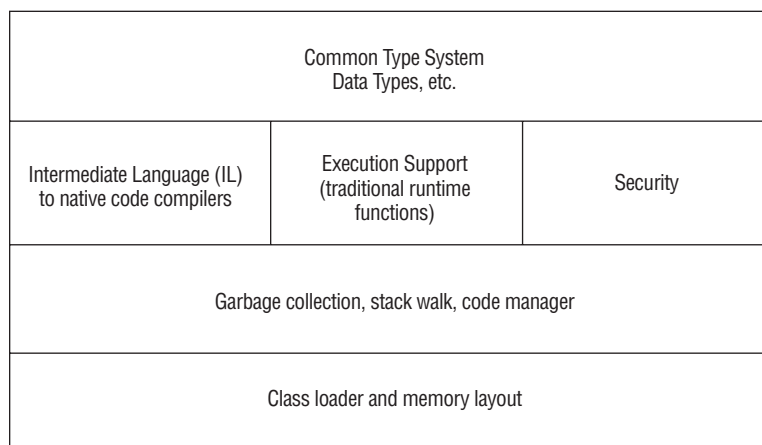 Common Type System
Data Types, etc.
Intermediate Language (IL)
to native code compilers
Execution Support
(traditional runtime
functions)
Security
Garbage collection, stack walk, code manager
Class loader and memory layout